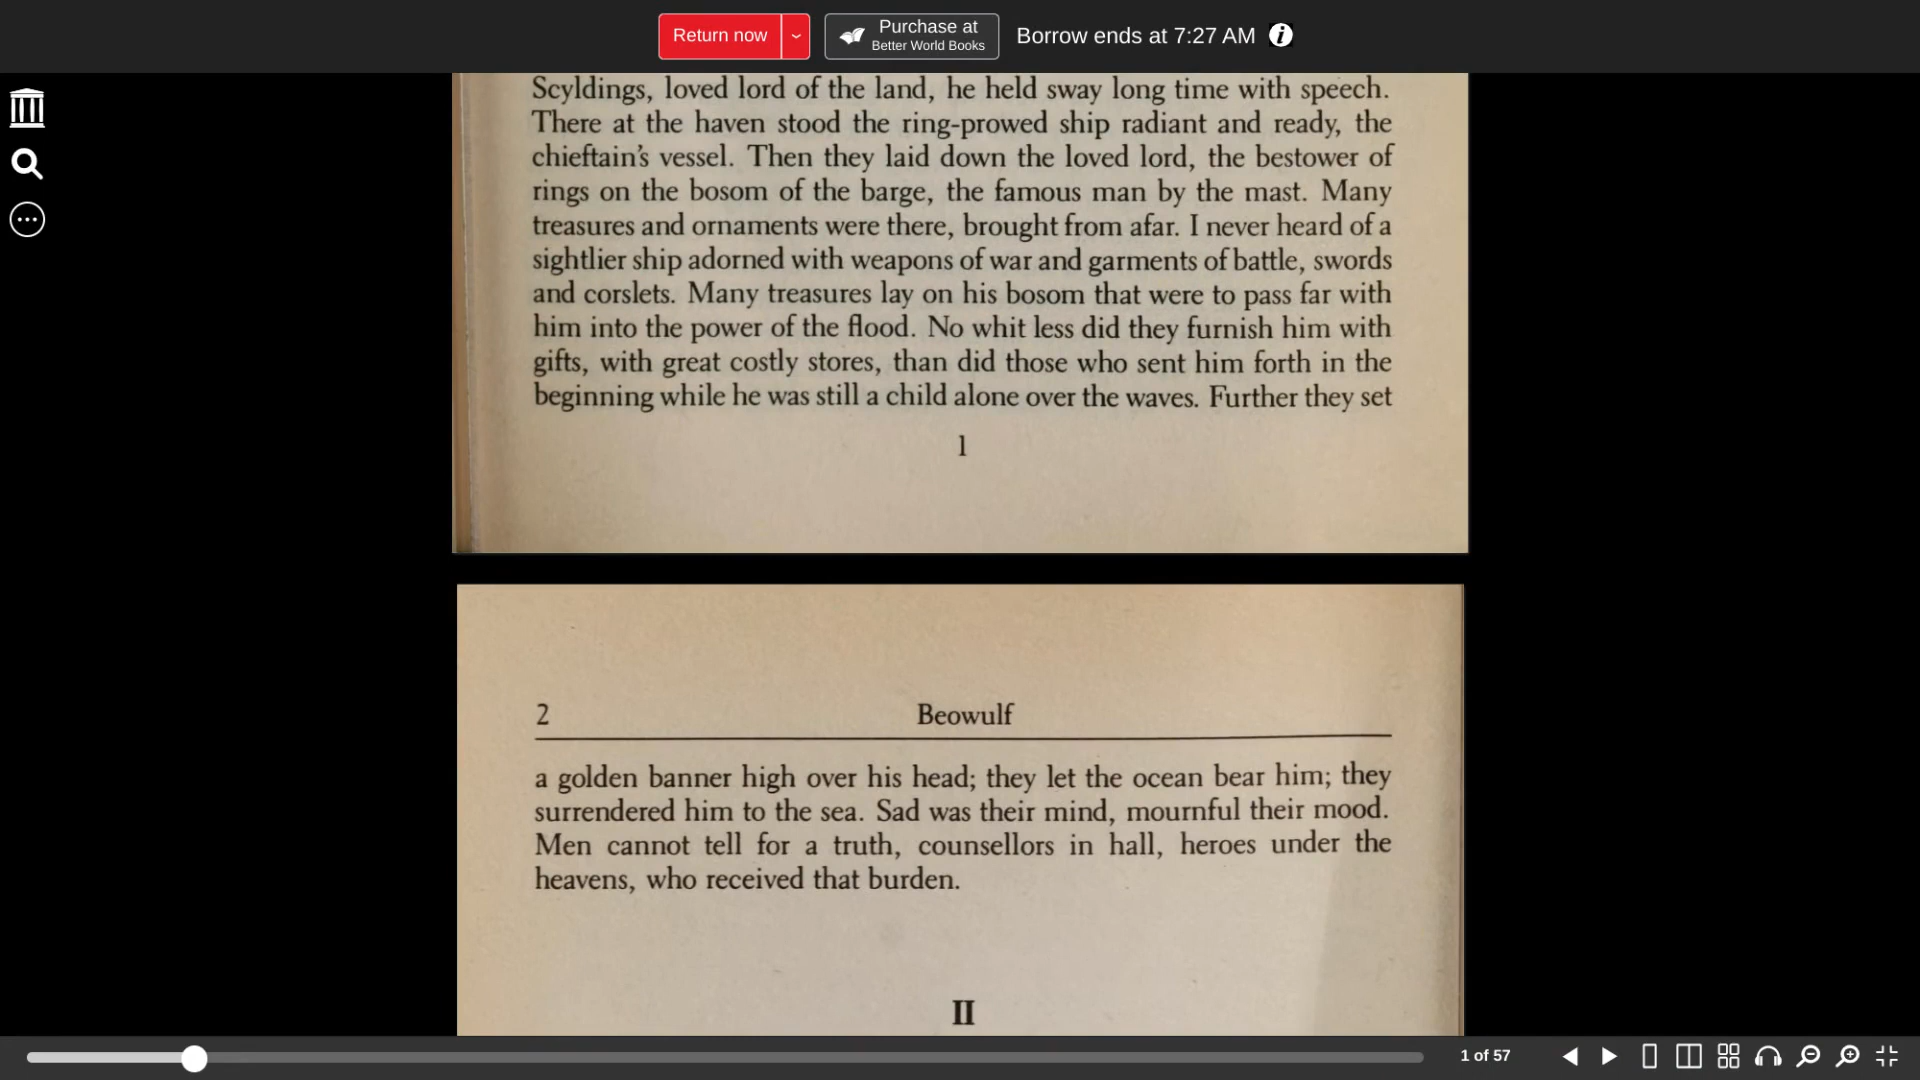 Return now
Purchase at
Better World Books
Borrow ends at 7:27 AM
Scyldings, loved lord of the land, he held sway long time with speech.
There at the haven stood the ring-prowed ship radiant and ready, the
chieftain's vessel. Then they laid down the loved lord, the bestower of
rings on the bosom of the barge, the famous man by the mast. Many
treasures and ornaments were there, brought from afar. I never heard of a
sightlier ship adorned with weapons of war and garments of battle, swords
and corslets. Many treasures lay on his bosom that were to pass far with
him into the power of the flood. No whit less did they furnish him with
gifts, with great costly stores, than did those who sent him forth in the
beginning while he was still a child alone over the waves. Further they set
1
2 Beowulf
a golden banner high over his head; they let the ocean bear him; they
surrendered him to the sea. Sad was their mind, mournful their mood.
Men cannot tell for a truth, counsellors in hall, heroes under the
heavens, who received that burden.
II
1 of 57